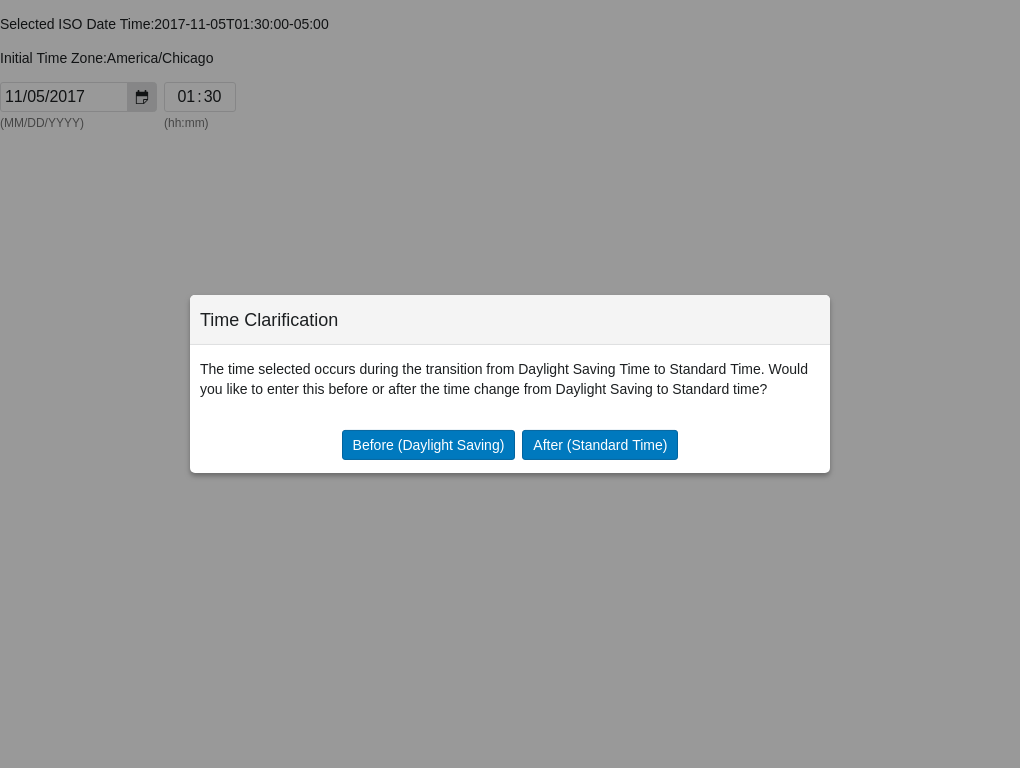 Selected ISO Date Time:2017-11-05T01:30:00-05:00
Initial Time Zone:America/Chicago
11/05/2017 01:30
(MM/DD/YYYY) (hh:mm)
Time Clarification
The time selected occurs during the transition from Daylight Saving Time to Standard Time. Would
you like to enter this before or after the time change from Daylight Saving to Standard time?
Before (Daylight Saving) After (Standard Time)